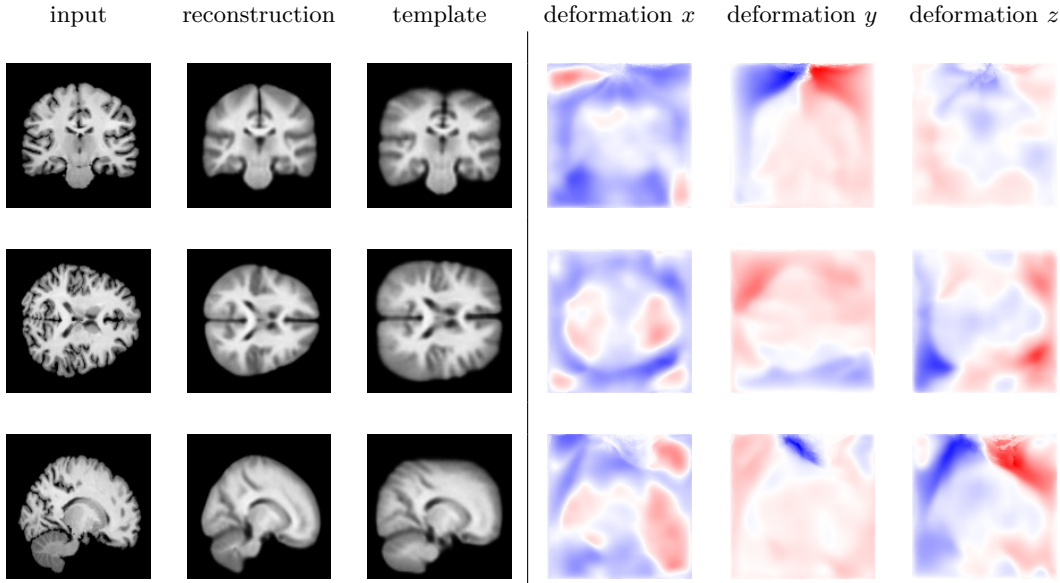 input reconstruction template deformation x deformation y deformation z